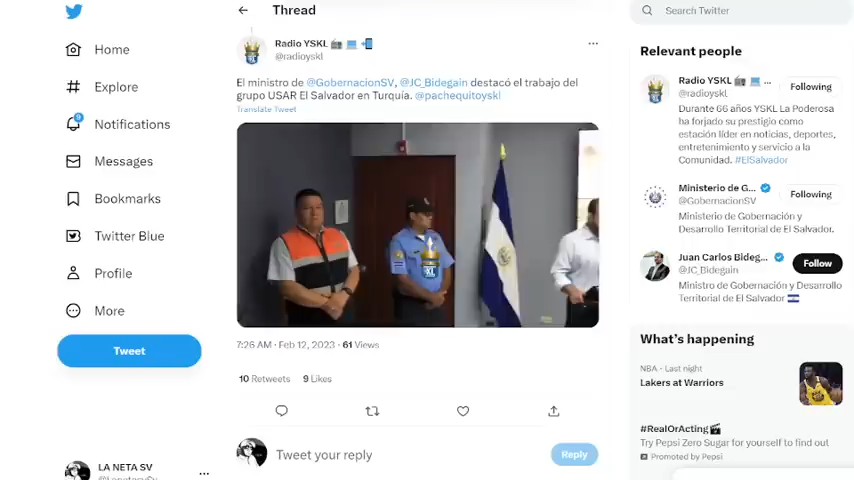 Home
Explore
Notifications
Messages
Bookmarks
Twitter Blue
Profile
More
Tweet
LA NETA SV
Thread
Radio YSKL
@radioyskl
El ministro de @GobernacionSV, @JC_Bidegain destacó el trabajo del
grupo USAR El Salvador en Turquía. @pachequitoyskl
Translate Tweet
7:26 AM · Feb 12, 2023 · 61 Views
10 Retweets 9 Likes
Tweet your reply
Reply
Search Twitter
Relevant people
Radio YSKL ...
@radioyskl
Following
Durante 66 años YSKL La Poderosa
ha forjado su prestigio como
estación líder en noticias, deportes,
entretenimiento y servicio a la
Comunidad. #ElSalvador
Ministerio de G...
@GobernacionSV
Following
Ministerio de Gobernación y
Desarrollo Territorial de El Salvador.
Juan Carlos Bideg...
@JC_Bidegain
Follow
Ministro de Gobernación y Desarrollo
Territorial de El Salvador
What's happening
NBA · Last night
Lakers at Warriors
#RealOrActing
Try Pepsi Zero Sugar for yourself to find out
Promoted by Pepsi